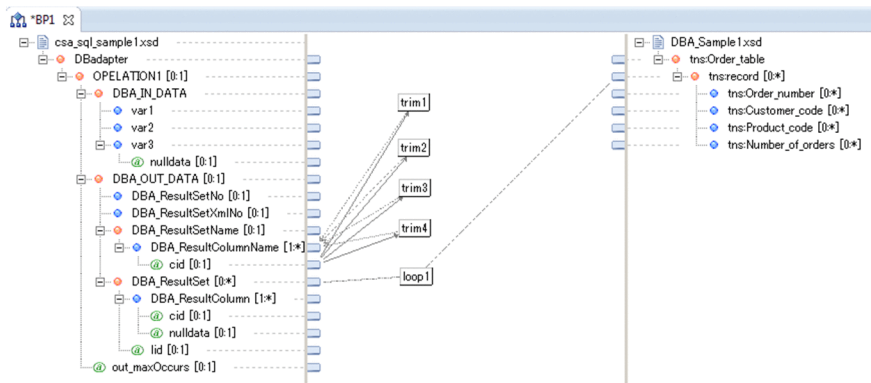 *BP1
csa_sql_sample1.xsd
DBadapter
OPELATION1 [0:1]
DBA_IN_DATA
var1
var2
var3
nulldata [0:1]
DBA_OUT_DATA [0:1]
DBA_ResultSetNo [0:1]
DBA_ResultSetXmlNo [0:1]
DBA_ResultSetName [0:1]
DBA_ResultColumnName [1:*]
cid [0:1]
DBA_ResultSet [0:*]
DBA_ResultColumn [1:*]
cid [0:1]
nulldata [0:1]
lid [0:1]
out_maxOccurs [0:1]
trim1
trim2
trim3
trim4
loop1
DBA_Sample1.xsd
tns:Order_table
tns:record [0:*]
tns:Order_number [0:*]
tns:Customer_code [0:*]
tns:Product_code [0:*]
tns:Number_of_orders [0:*]